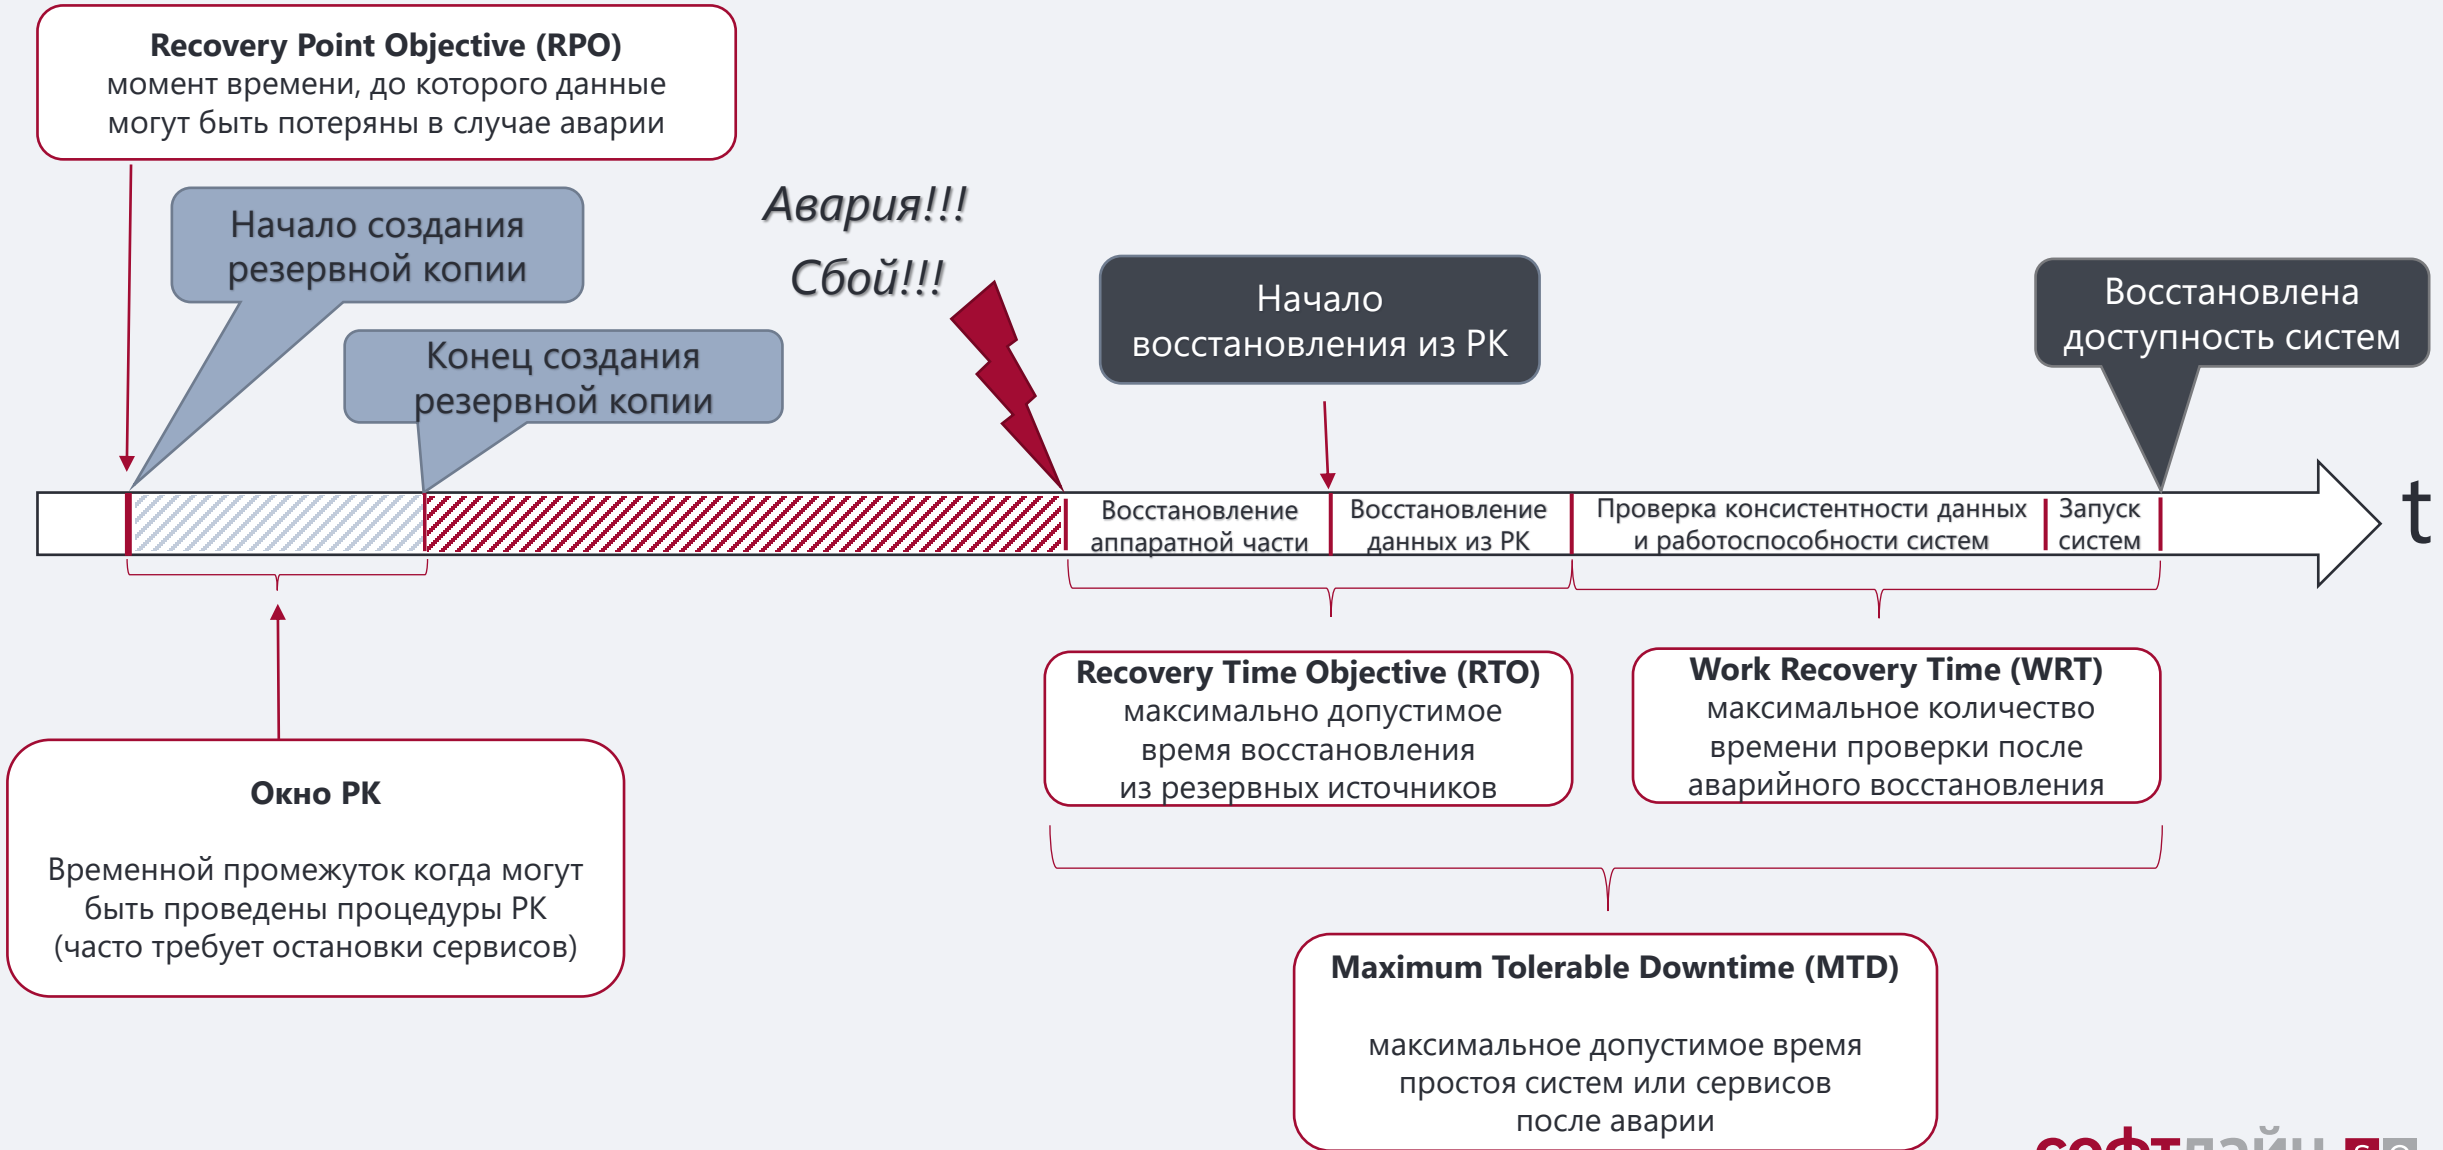 Recovery Point Objective (RPO)
момент времени, до которого данные
могут быть потеряны в случае аварии
Начало создания
резервной копии
Конец создания
резервной копии
Авария!!!
Сбой!!!
Начало
восстановления из РК
Восстановлена
доступность систем
Восстановление
аппаратной части
Восстановление
данных из РК
Проверка консистентности данных
и работоспособности систем
Запуск
систем
t
Окно РК
Временной промежуток когда могут
быть проведены процедуры РК
(часто требует остановки сервисов)
Recovery Time Objective (RTO)
максимально допустимое
время восстановления
из резервных источников
Work Recovery Time (WRT)
максимальное количество
времени проверки после
аварийного восстановления
Maximum Tolerable Downtime (MTD)
максимальное допустимое время
простоя систем или сервисов
после аварии
софтлайн